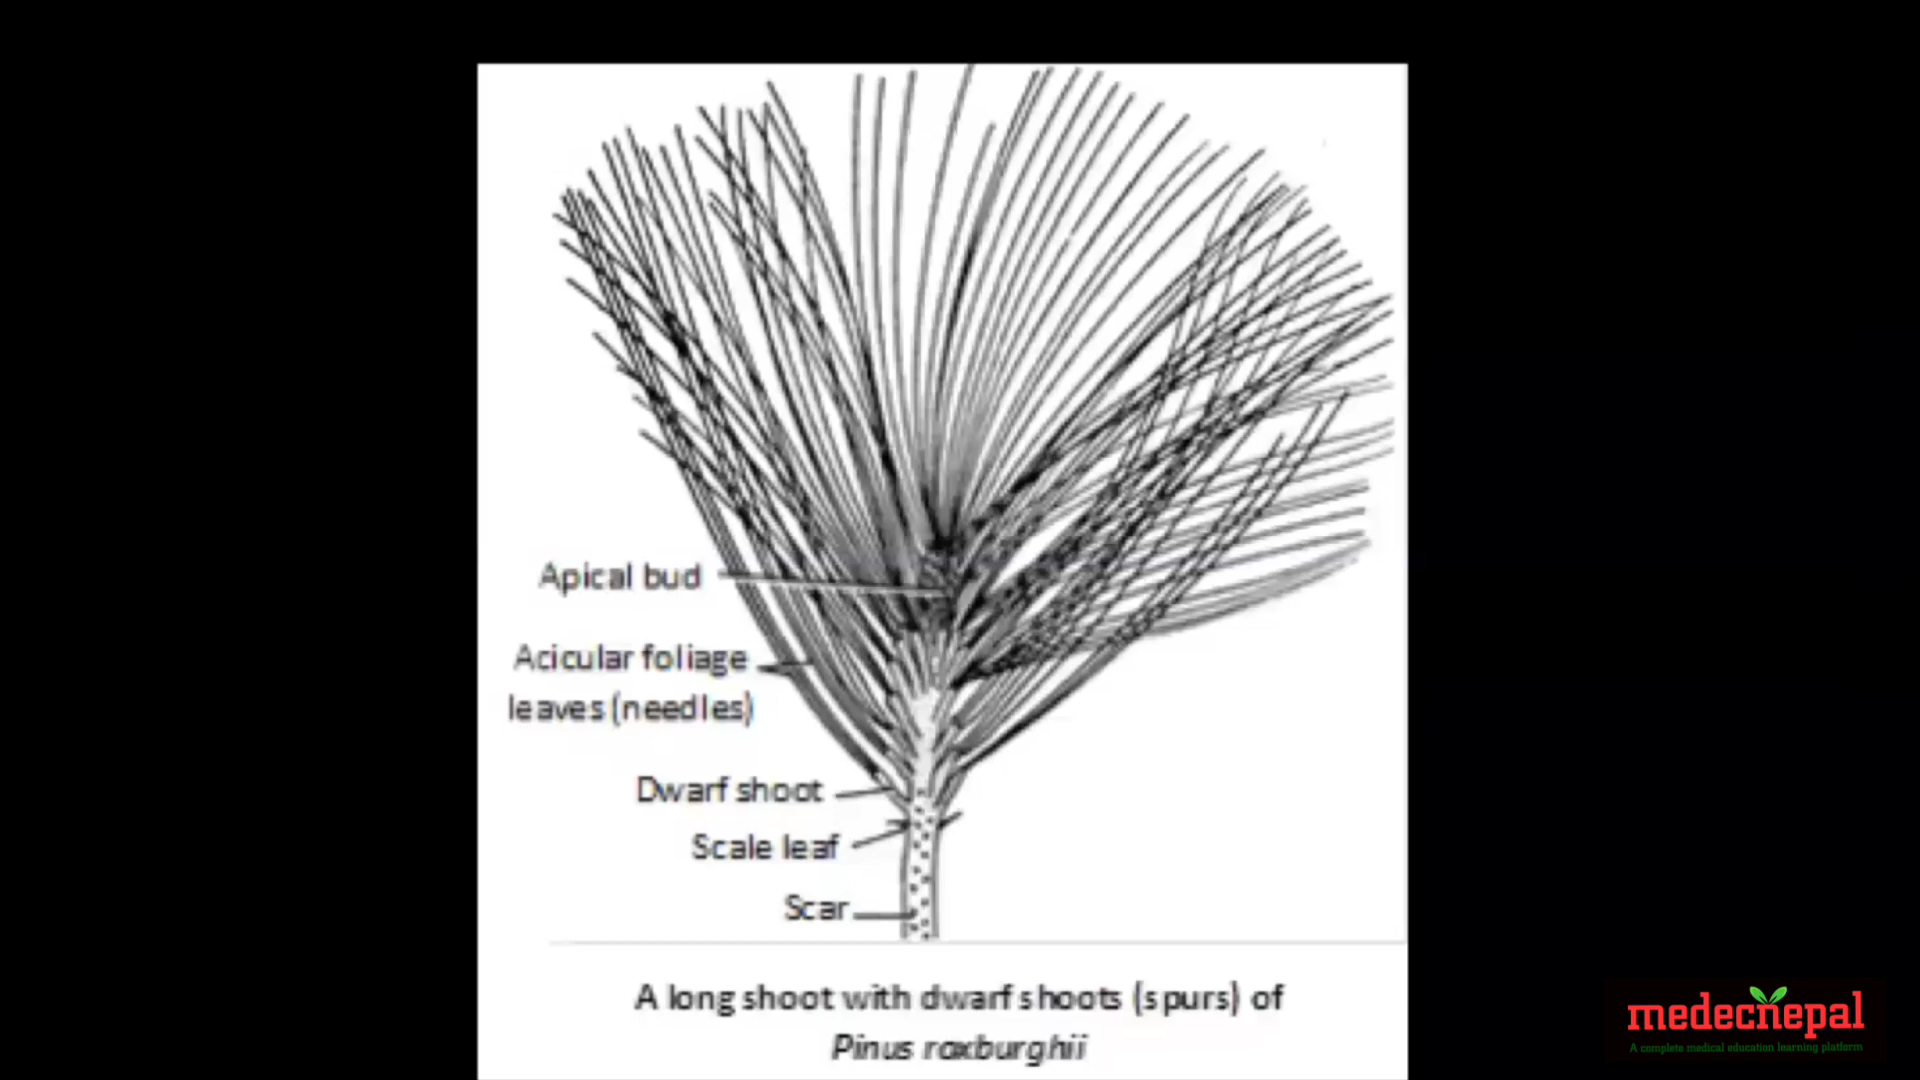 Apical bud
Acicular foliage
leaves (needles)
Dwarf shoot
Scale leaf
Scar
A long shoot with dwarf shoots (spurs) of
Pinus roxburghii
medecnepal
A complete medical education learning platform